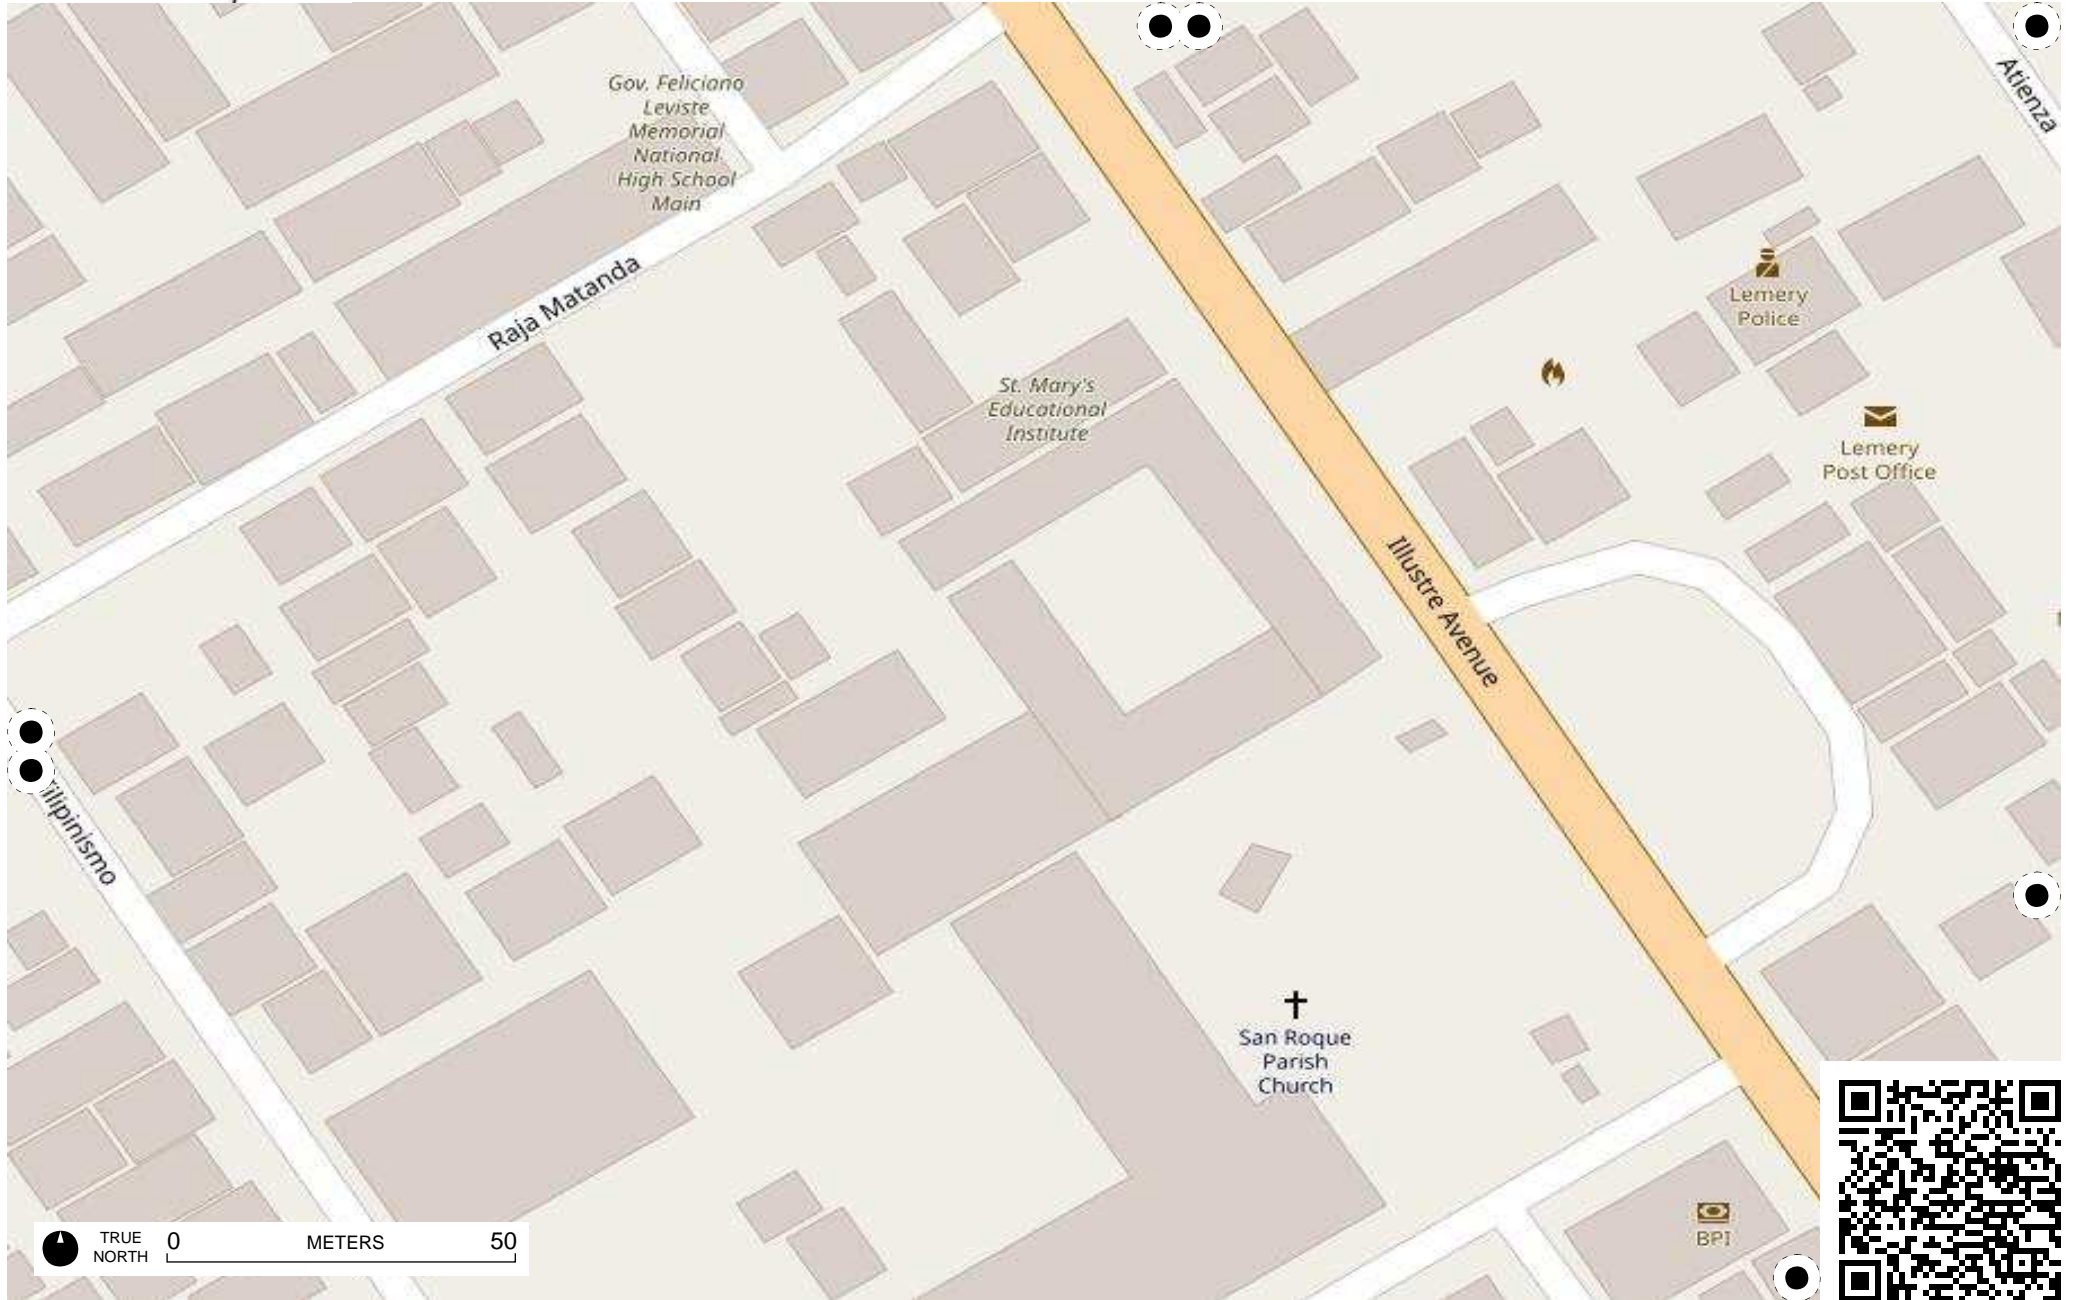 Gov. Feliciano
Leviste
Memorial
National
High School
Main
Atienza
Raja Matanda
Lemery
Police
St. Mary's
Educational
Institute
Lemery
Post Office
Illustre Avenue
San Roque
Parish
Church
BPI
TRUE
NORTH
0 METERS 50